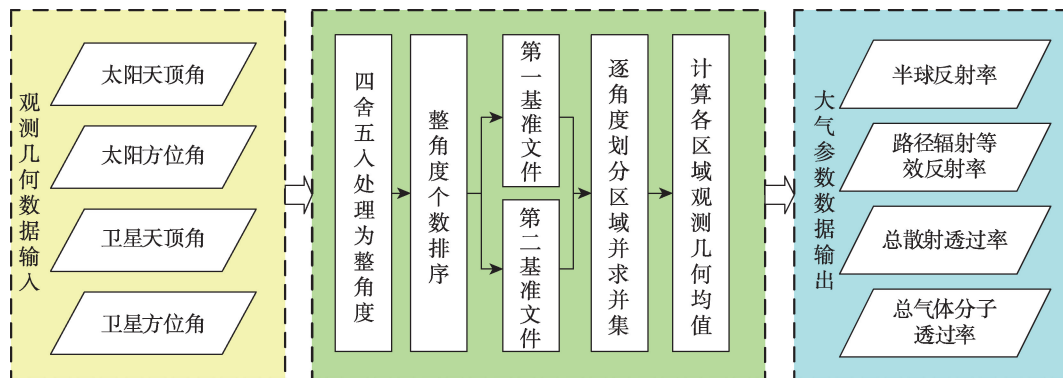 观测几何数据输入
太阳天顶角
太阳方位角
卫星天顶角
卫星方位角
四舍五入处理为整角度
整角度个数排序
第一基准文件
第二基准文件
逐角度划分区域并求并集
计算各区域观测几何均值
大气参数数据输出
半球反射率
路径辐射等
效反射率
总散射透过率
总气体分子
透过率